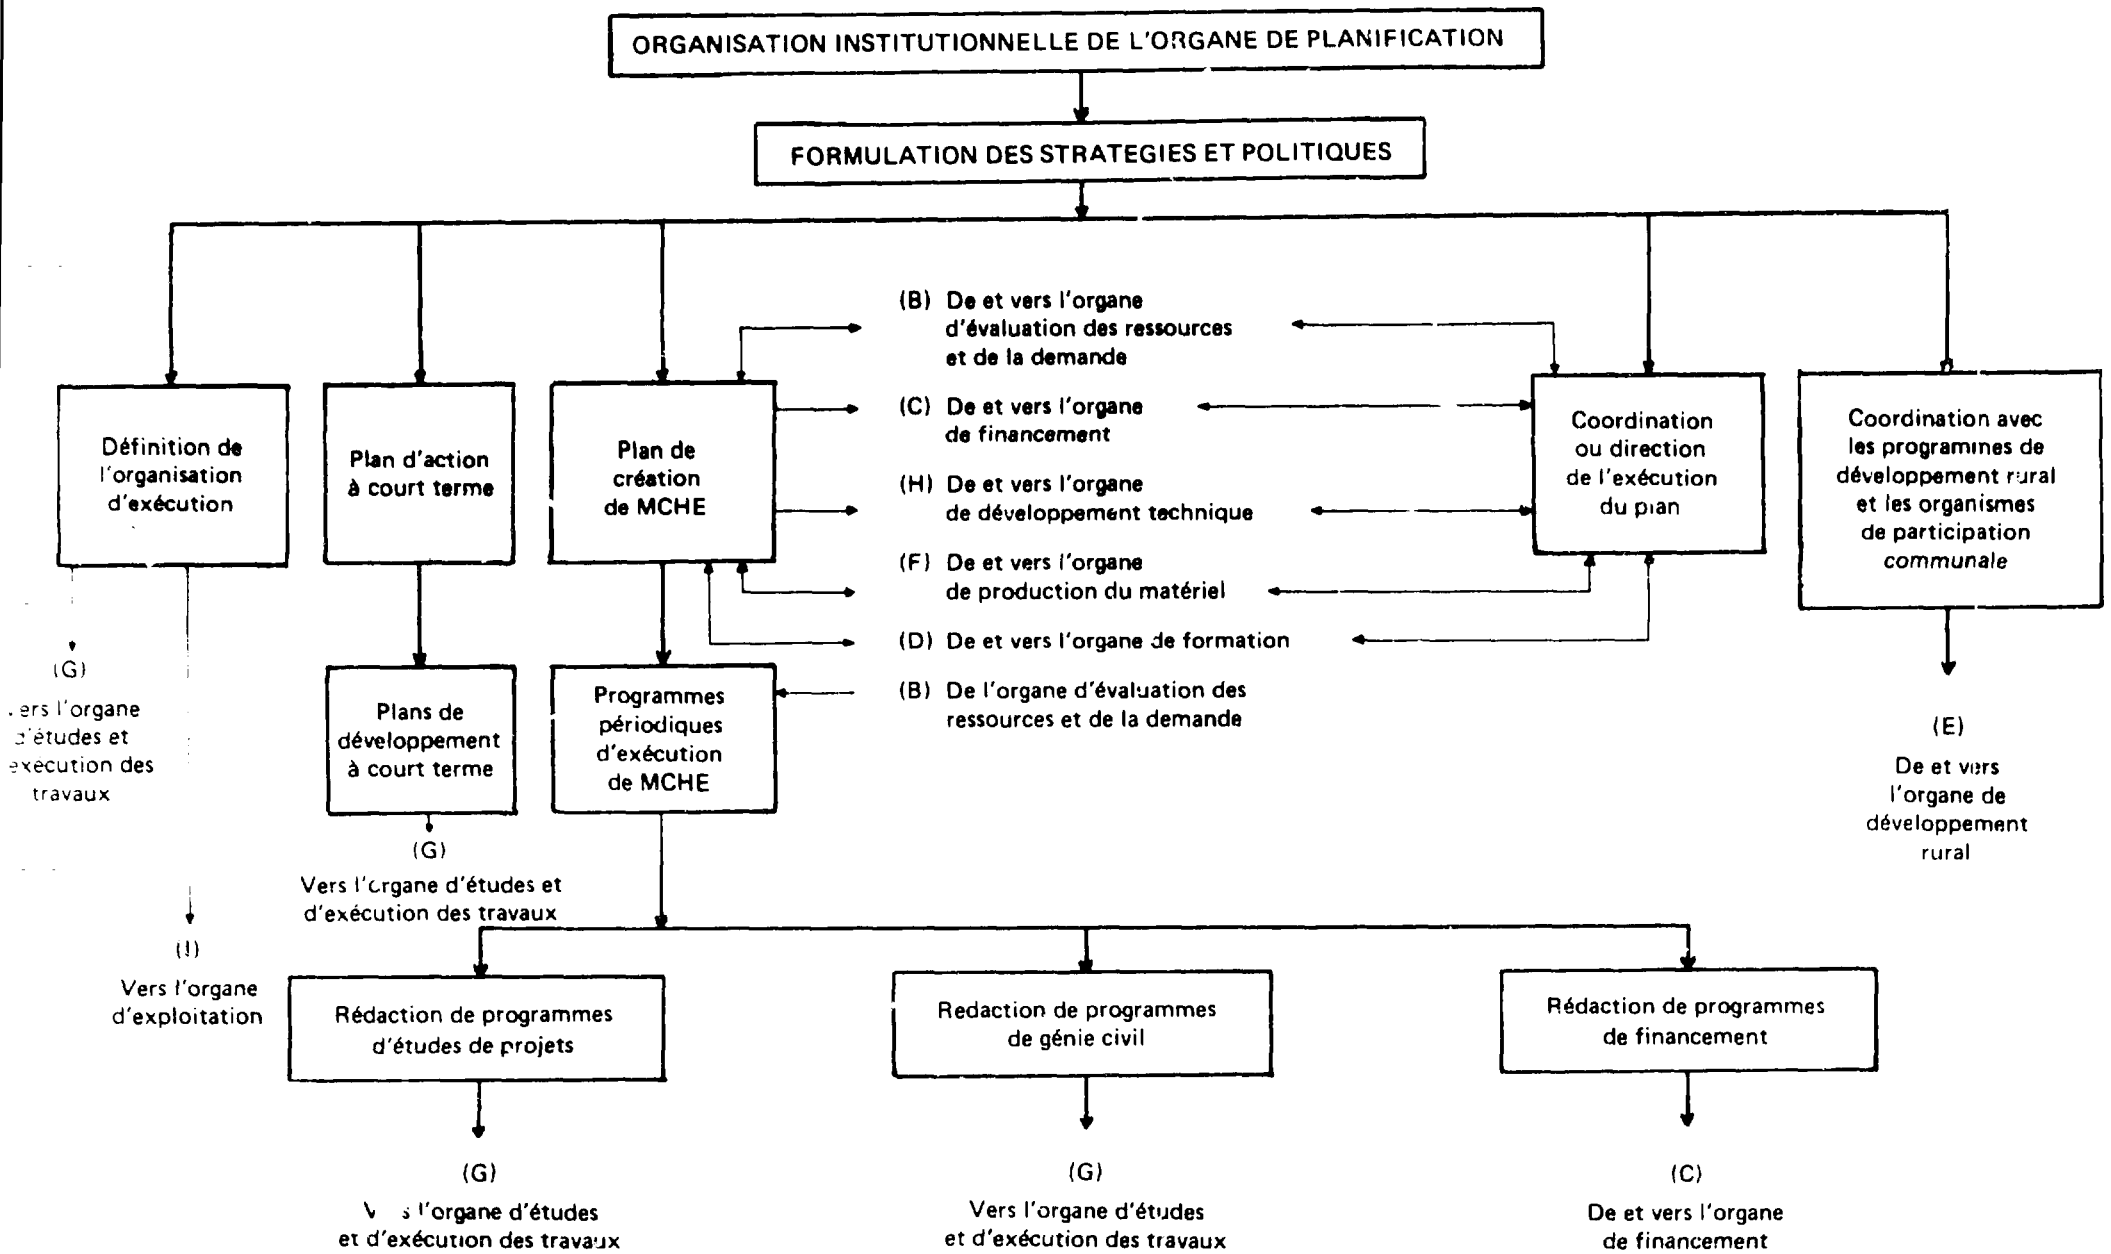 ORGANISATION INSTITUTIONNELLE DE L'ORGANE DE PLANIFICATION
FORMULATION DES STRATEGIES ET POLITIQUES
Définition de
l'organisation
d'exécution
Plan d'action
à court terme
Plan de
création
de MCHE
(B) De et vers l'organe
d'évaluation des ressources
et de la demande
(C) De et vers l'organe
de financement
(H) De et vers l'organe
de développement technique
(F) De et vers l'organe
de production du matériel
(D) De et vers l'organe de formation
(B) De l'organe d'évaluation des
ressources et de la demande
Coordination
ou direction
de l'exécution
du plan
Coordination avec
les programmes de
développement rural
et les organismes
de participation
communale
(G)
l'organe
d'études et
exécution des
travaux
Plans de
développement
à court terme
Programmes
périodiques
d'exécution
de MCHE
(E)
De et vers
l'organe de
développement
rural
(G)
Vers l'organe d'études et
d'exécution des travaux
Vers l'organe
d'exploitation
Rédaction de programmes
d'études de projets
Redaction de programmes
de génie civil
Rédaction de programmes
de financement
(G)
l'organe d'études
et d'exécution des travaux
(G)
Vers l'organe d'études
et d'exécution des travaux
(C)
De et vers l'organe
de financement